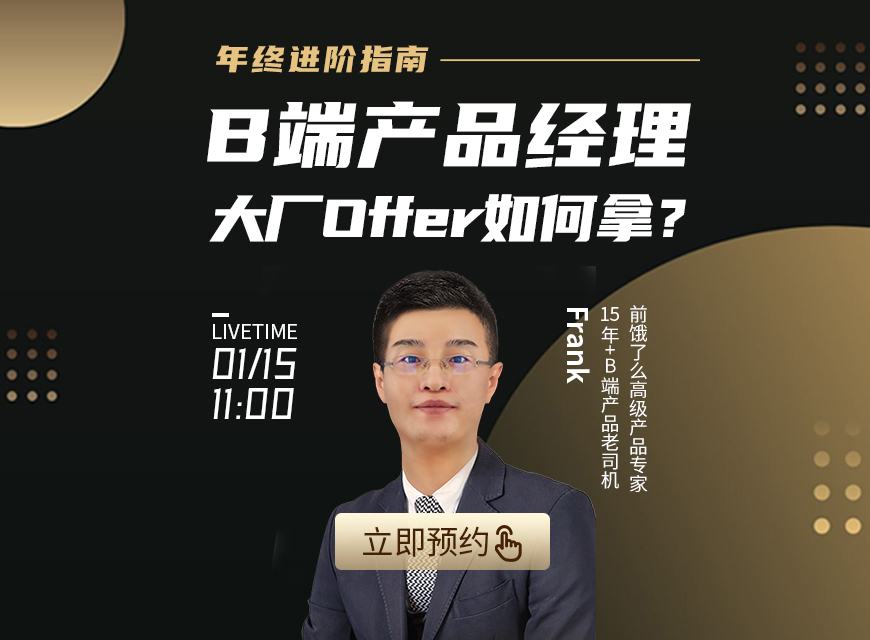 年终进阶指南
B端产品经理
大厂Offer如何拿？
LIVETIME
01/15
11:00
Frank
前饿了么高级产品专家
15年+B端产品老司机
立即预约